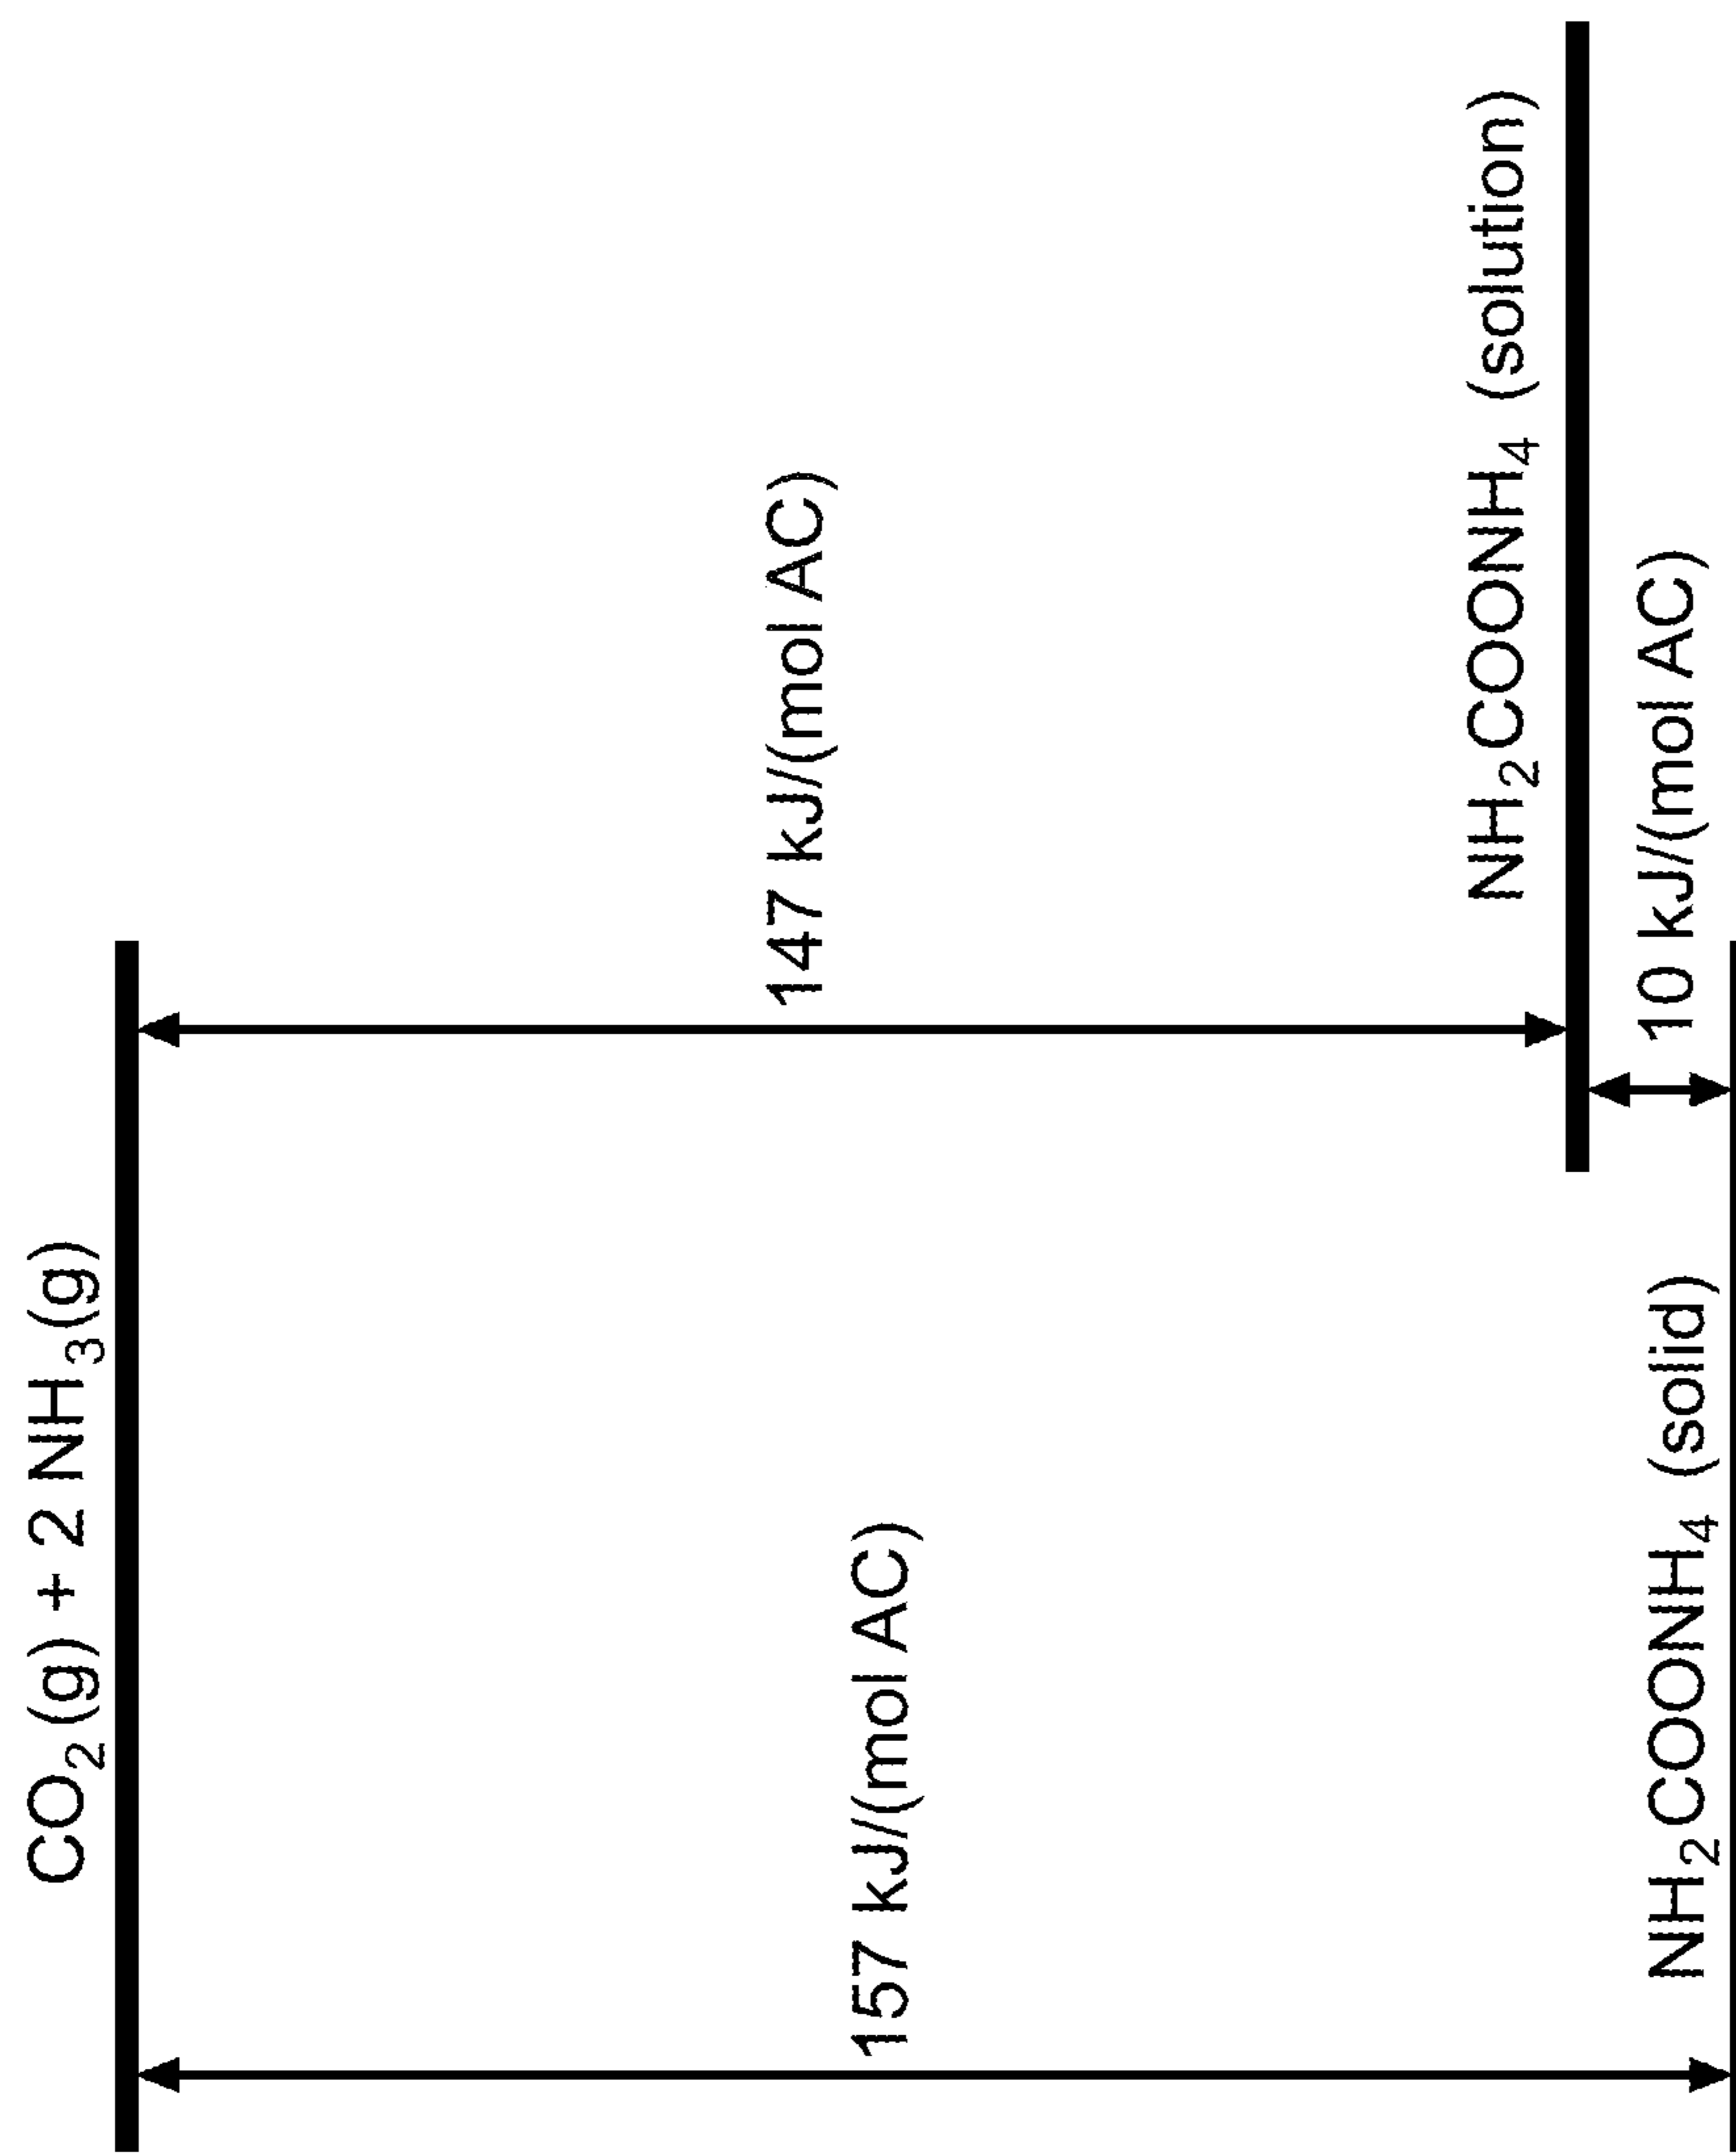 CO2(g) + 2 NH3(g)
157 kJ/(mol AC)
147 kJ/(mol AC)
NH2COONH4 (solution)
10 kJ/(mol AC)
NH2COONH4 (solid)